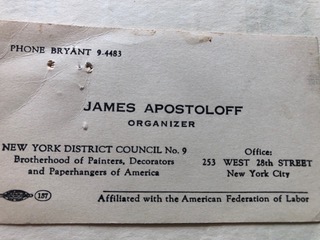 PHONE BRYANT 9-4483
JAMES APOSTOLOFF
ORGANIZER
NEW YORK DISTRICT COUNCIL No. 9
Brotherhood of Painters, Decorators
and Paperhangers of America
Office:
253 WEST 28th STREET
New York City
157
Affiliated with the American Federation of Labor